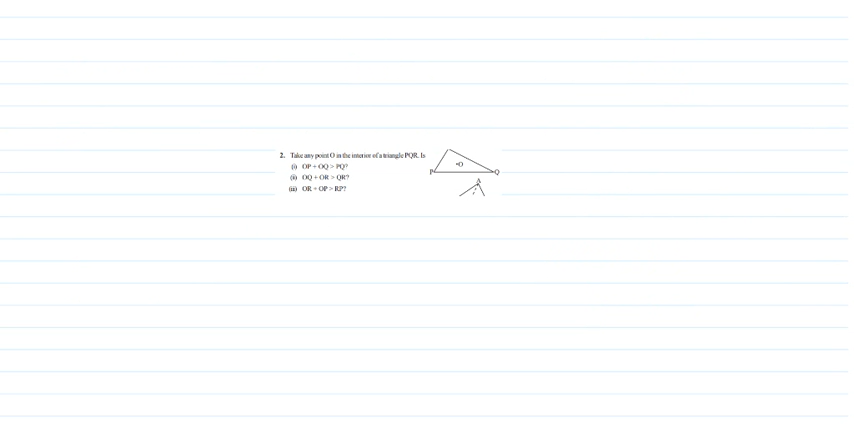 2. Take any point O in the interior of a triangle PQR. Is
(i) OP + OQ > PQ?
(ii) OQ + OR > QR?
(iii) OR + OP > RP?
O
P
Q
A